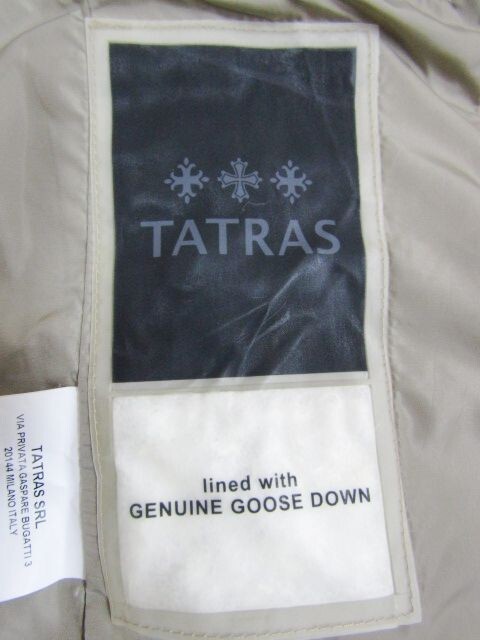 TATRAS
lined with
GENUINE GOOSE DOWN
TATRAS SRL
VIA PRIVATA GASPARE BUGATTI 3
20144 MILANO ITALY